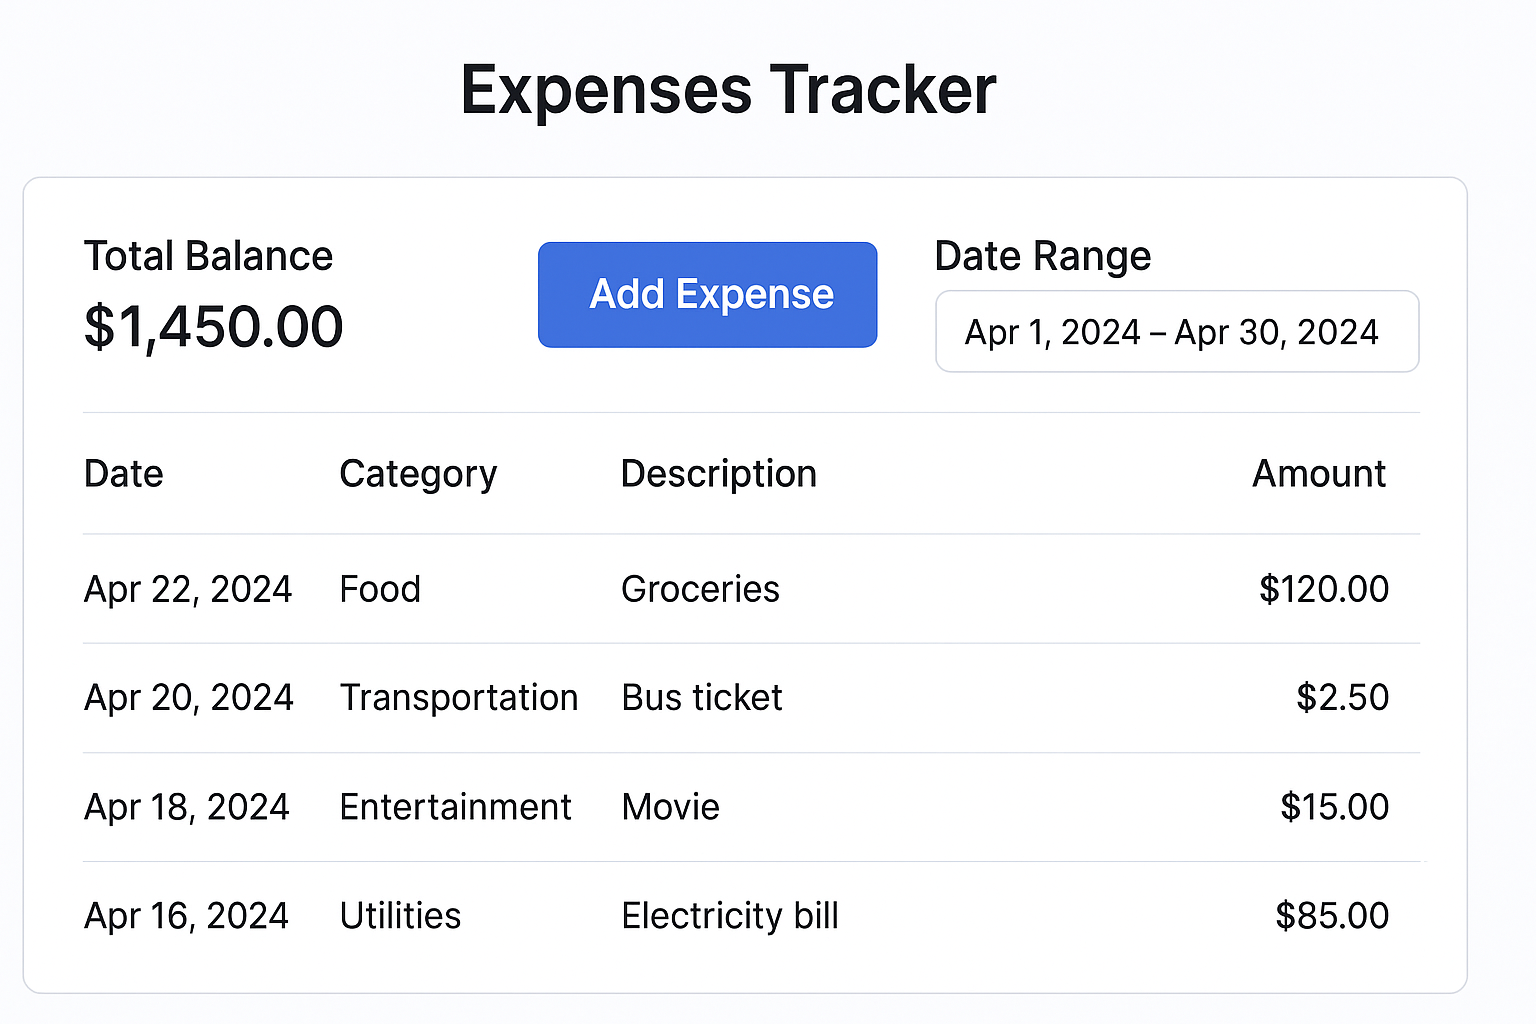 Expenses Tracker
Total Balance
$1,450.00
Add Expense
Date Range
Apr 1, 2024 – Apr 30, 2024
Date Category Description Amount
Apr 22, 2024 Food Groceries $120.00
Apr 20, 2024 Transportation Bus ticket $2.50
Apr 18, 2024 Entertainment Movie $15.00
Apr 16, 2024 Utilities Electricity bill $85.00